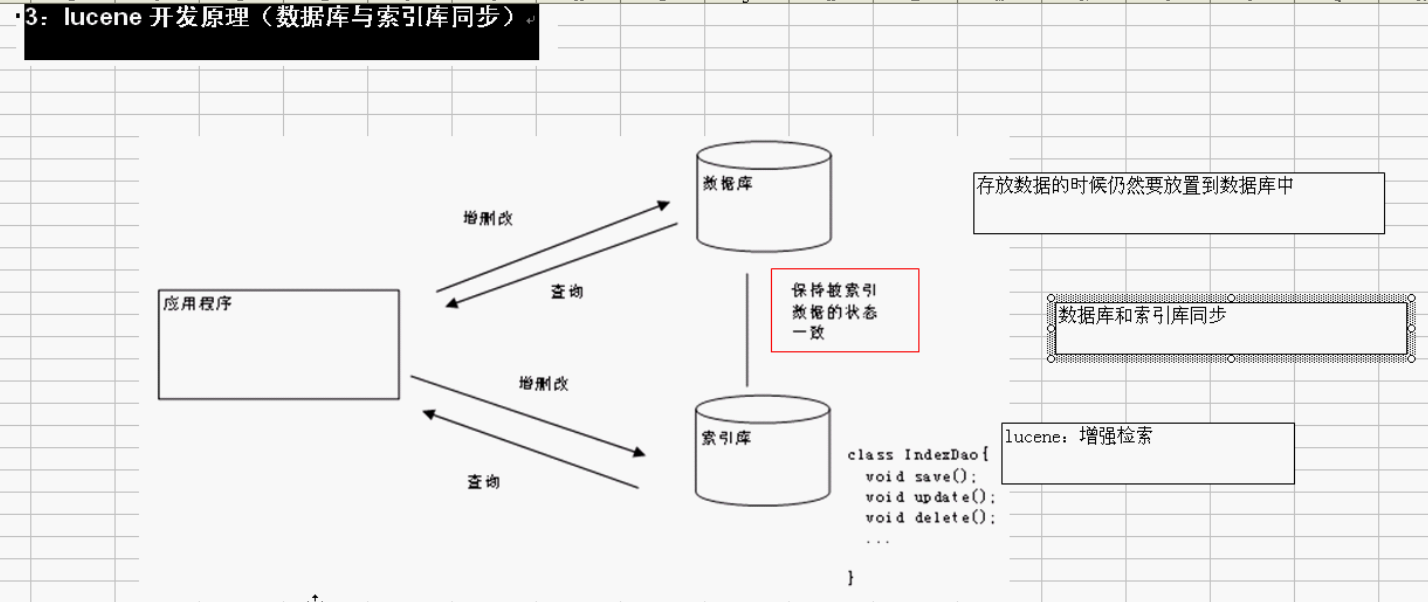 3：lucene 开发原理（数据库与索引库同步）
数据库
存放数据的时候仍然要放置到数据库中
增删改
查询
保持被索引
数据的状态
一致
应用程序
数据库和索引库同步
增删改
索引库
lucene：增强检索
查询
class IndexDao{
void save();
void update();
void delete();
...
}